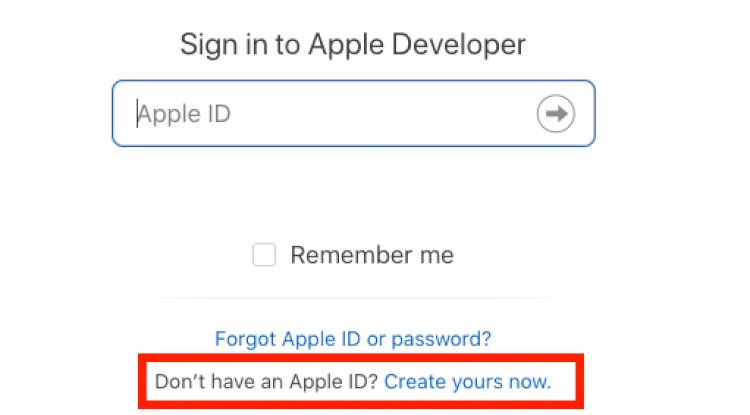 Sign in to Apple Developer
Apple ID
Remember me
Forgot Apple ID or password?
Don’t have an Apple ID? Create yours now.